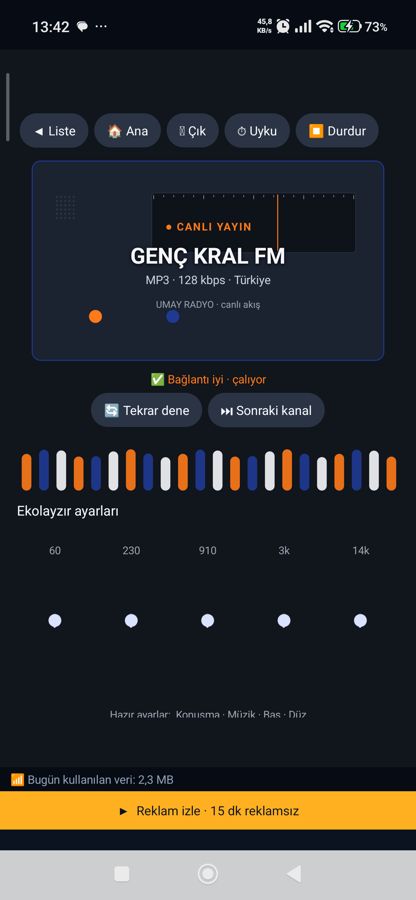 13:42
45,8 KB/s
73%
◄ Liste
Ana
Çık
Uyku
Durdur
CANLI YAYIN
GENÇ KRAL FM
MP3 · 128 kbps · Türkiye
UMAY RADYO · canlı akış
✅ Bağlantı iyi · çalıyor
Tekrar dene
Sonraki kanal
Ekolayzır ayarları
60
230
910
3k
14k
Hazır ayarlar: Konuşma · Müzik · Bas · Düz
Bugün kullanılan veri: 2,3 MB
► Reklam izle · 15 dk reklamsız